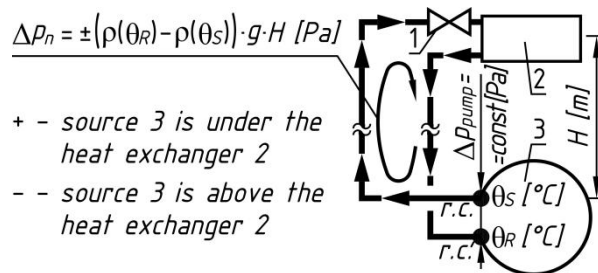 Δpₙ = ±(ρ(θR)−ρ(θS))·g·H [Pa]
+ – source 3 is under the
heat exchanger 2
– – source 3 is above the
heat exchanger 2
1
2
3
Δppump=
=const[Pa]
H [m]
r.c.
θS [°C]
r.c.
θR [°C]